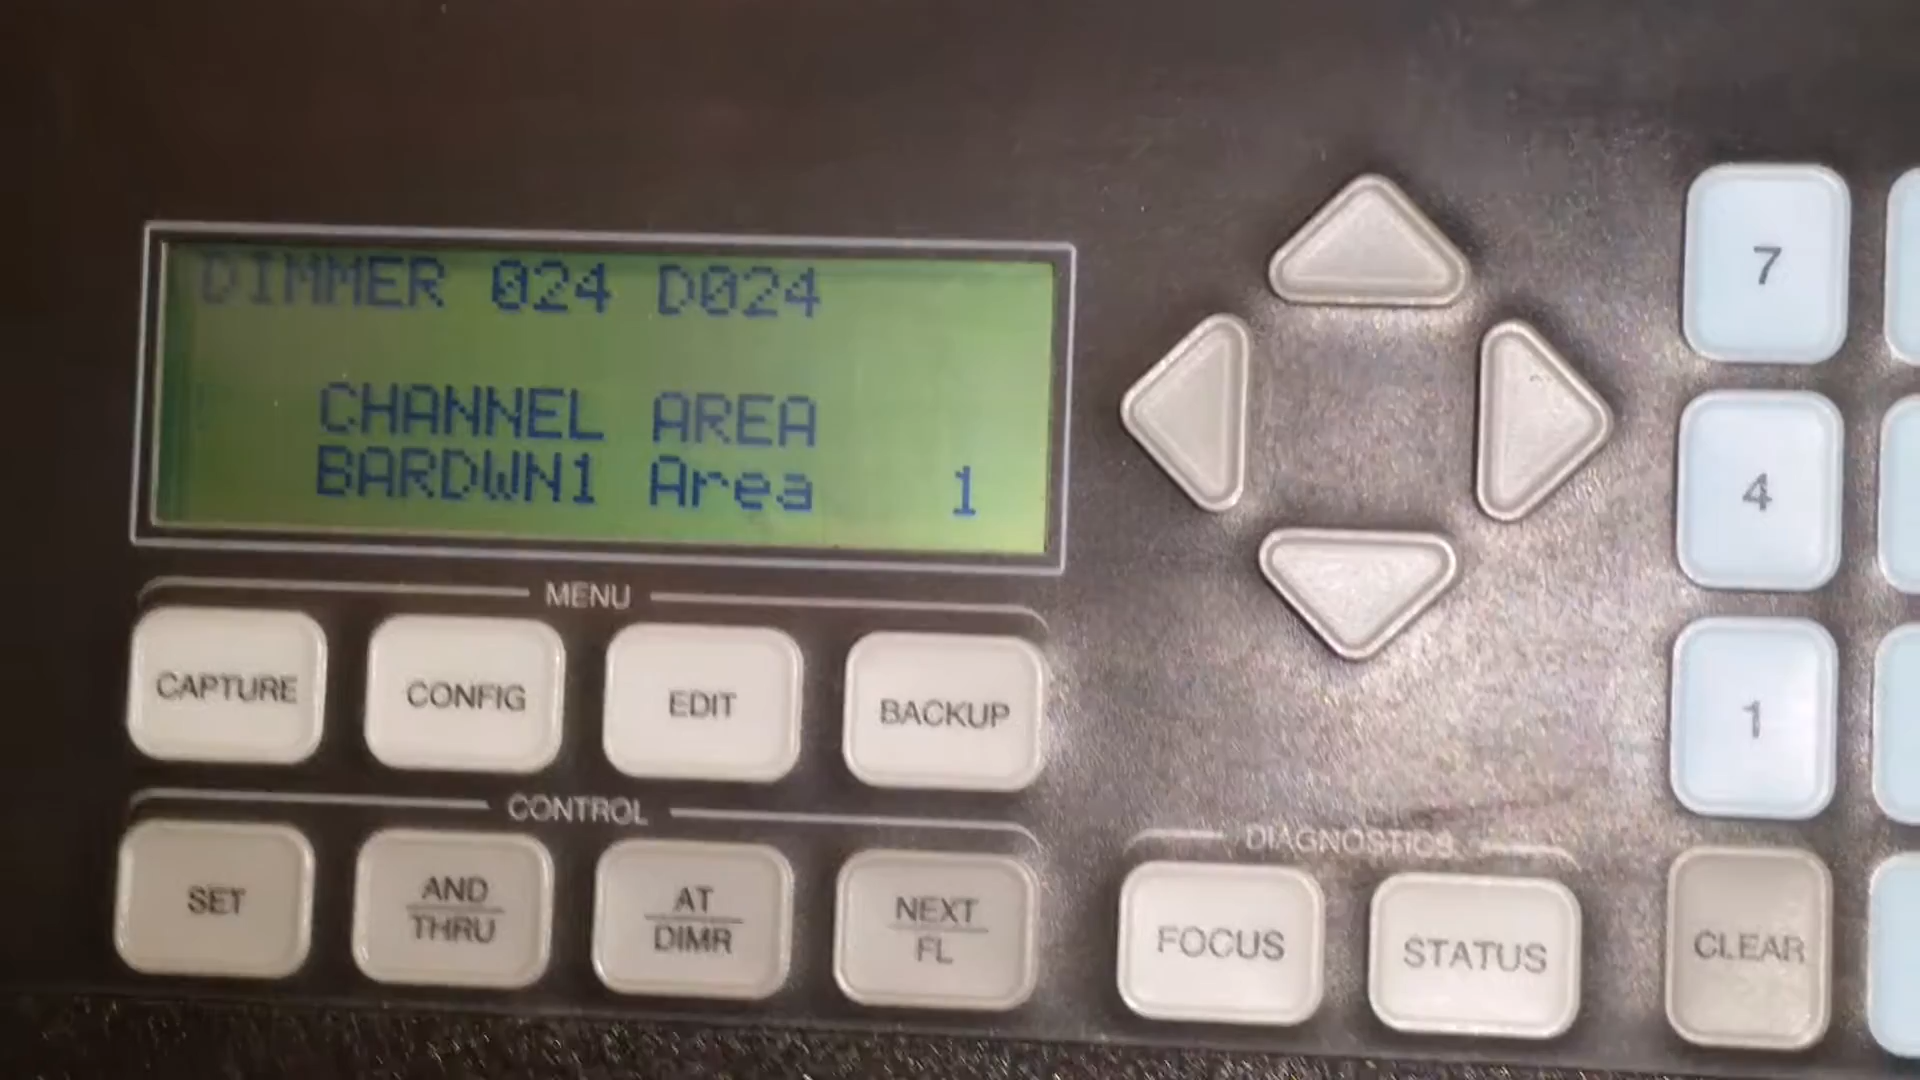 DIMMER 024 D024
CHANNEL AREA
BARDWN1 Area 1
MENU
CAPTURE CONFIG EDIT BACKUP
CONTROL
SET AND THRU AT DIMR NEXT FL
DIAGNOSTICS
FOCUS STATUS
7
4
1
CLEAR